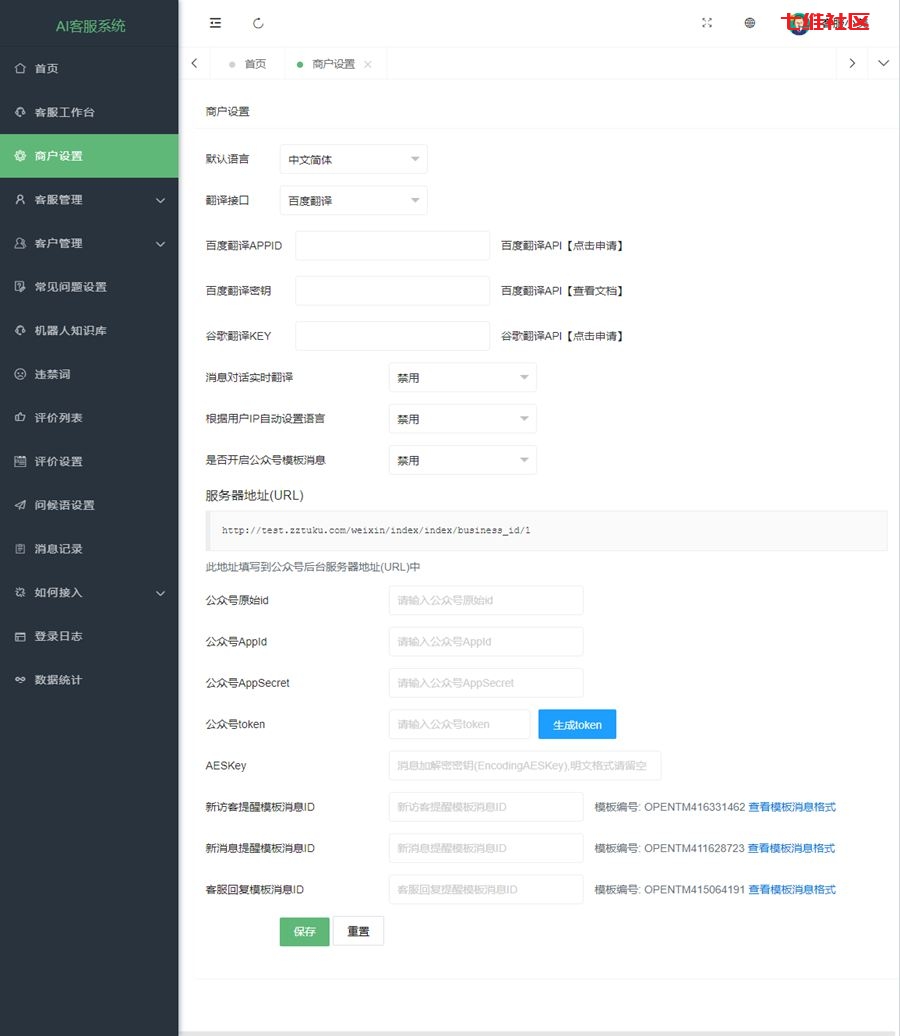 AI客服系统
首页
客服工作台
商户设置
客服管理
客户管理
常见问题设置
机器人知识库
违禁词
评价列表
评价设置
问候语设置
消息记录
如何接入
登录日志
数据统计
七维社区
首页
商户设置
商户设置
默认语言 中文简体
翻译接口 百度翻译
百度翻译APPID 百度翻译API【点击申请】
百度翻译密钥 百度翻译API【查看文档】
谷歌翻译KEY 谷歌翻译API【点击申请】
消息对话实时翻译 禁用
根据用户IP自动设置语言 禁用
是否开启公众号模板消息 禁用
服务器地址(URL)
http://test.zztuku.com/weixin/index/index/business_id/1
此地址填写到公众号后台服务器地址(URL)中
公众号原始id 请输入公众号原始id
公众号AppId 请输入公众号AppId
公众号AppSecret 请输入公众号AppSecret
公众号token 请输入公众号token 生成token
AESKey 消息加解密密钥(EncodingAESKey),明文格式请留空
新访客提醒模板消息ID 新访客提醒模板消息ID 模板编号: OPENTM416331462 查看模板消息格式
新消息提醒模板消息ID 新消息提醒模板消息ID 模板编号: OPENTM411628723 查看模板消息格式
客服回复模板消息ID 客服回复提醒模板消息ID 模板编号: OPENTM415064191 查看模板消息格式
保存 重置